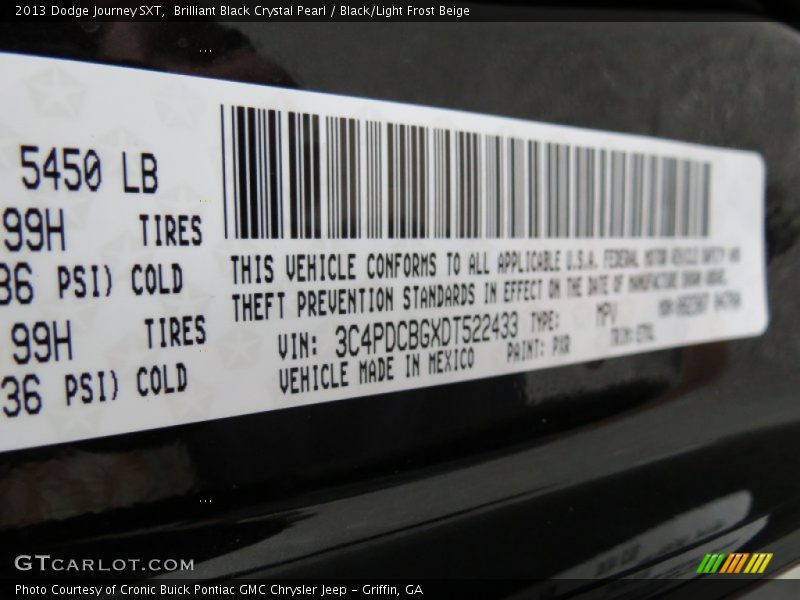 2013 Dodge Journey SXT, Brilliant Black Crystal Pearl / Black/Light Frost Beige
5450 LB
99H TIRES
36 PSI) COLD
99H TIRES
36 PSI) COLD
THIS VEHICLE CONFORMS TO ALL APPLICABLE U.S.A. FEDERAL MOTOR VEHICLE SAFETY AND
THEFT PREVENTION STANDARDS IN EFFECT ON THE DATE OF MANUFACTURE SHOWN ABOVE.
VIN: 3C4PDCBGXDT522433 TYPE: MPV
VEHICLE MADE IN MEXICO PAINT: PXR TRIM:
GTCARLOT.COM
Photo Courtesy of Cronic Buick Pontiac GMC Chrysler Jeep - Griffin, GA